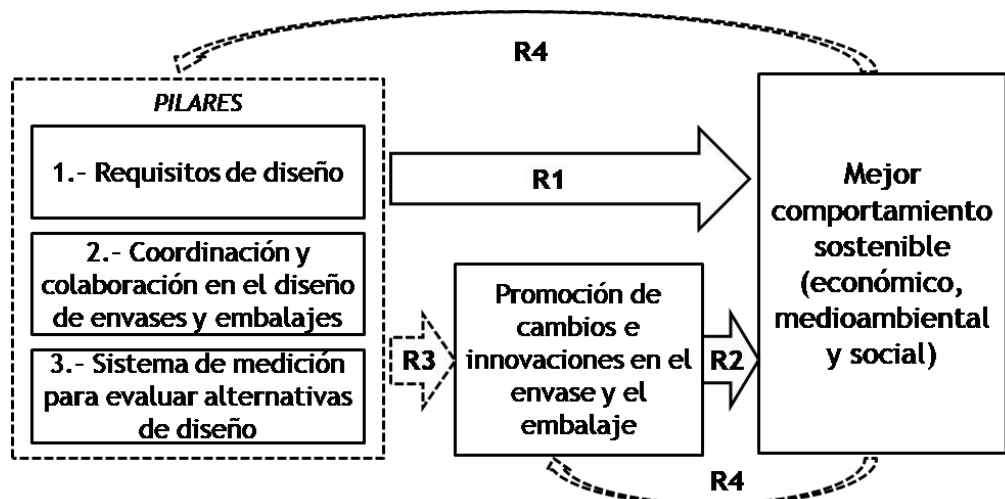 R4
PILARES
1.- Requisitos de diseño
2.- Coordinación y
colaboración en el diseño
de envases y embalajes
3.- Sistema de medición
para evaluar alternativas
de diseño
R1
R3
Promoción de
cambios e
innovaciones en el
envase y el
embalaje
R2
Mejor
comportamiento
sostenible
(económico,
medioambiental
y social)
R4